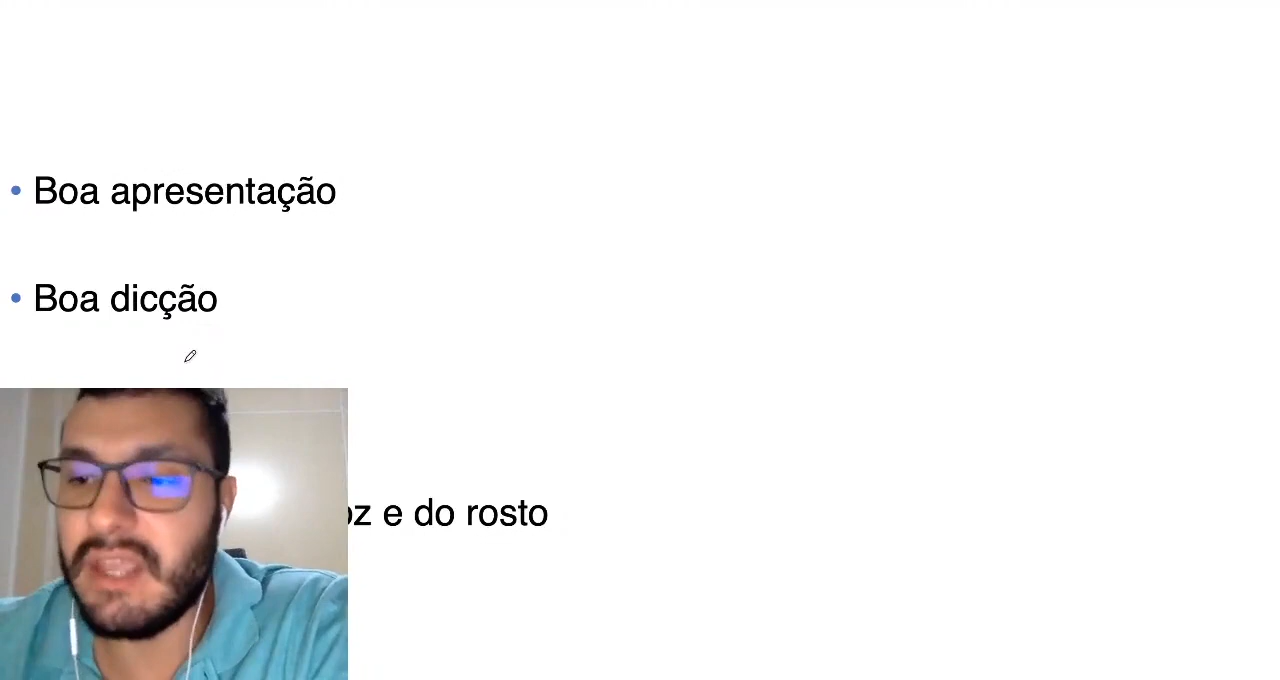 • Boa apresentação
• Boa dicção
e do rosto